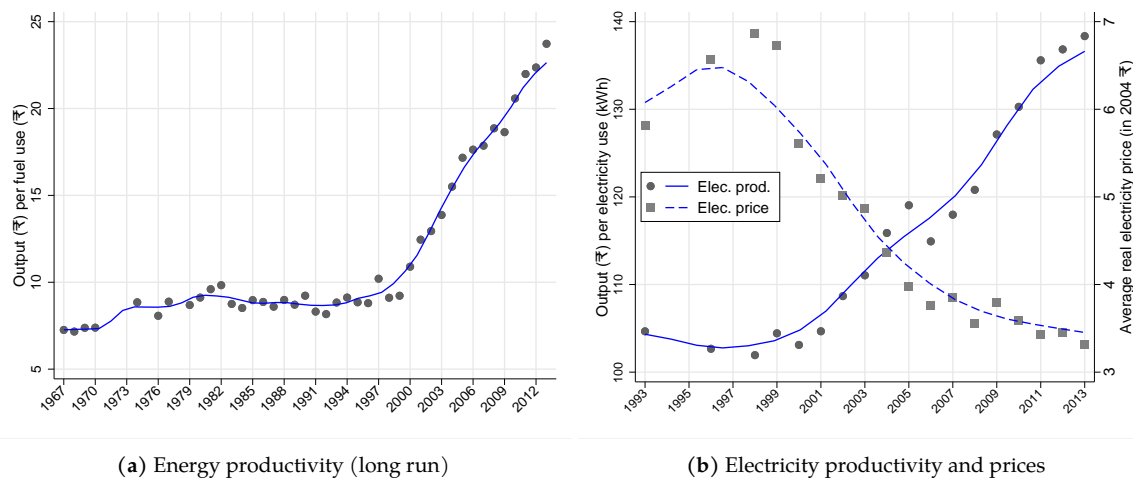 Output (₹) per fuel use (₹)
25
20
15
10
5
1967 1970 1973 1976 1979 1982 1985 1988 1991 1994 1997 2000 2003 2006 2009 2012
(a) Energy productivity (long run)
Output (₹) per electricity use (kWh)
140
130
120
110
100
Elec. prod.
Elec. price
7
6
5
4
3
Average real electricity price (in 2004 ₹)
1993 1995 1997 1999 2001 2003 2005 2007 2009 2011 2013
(b) Electricity productivity and prices